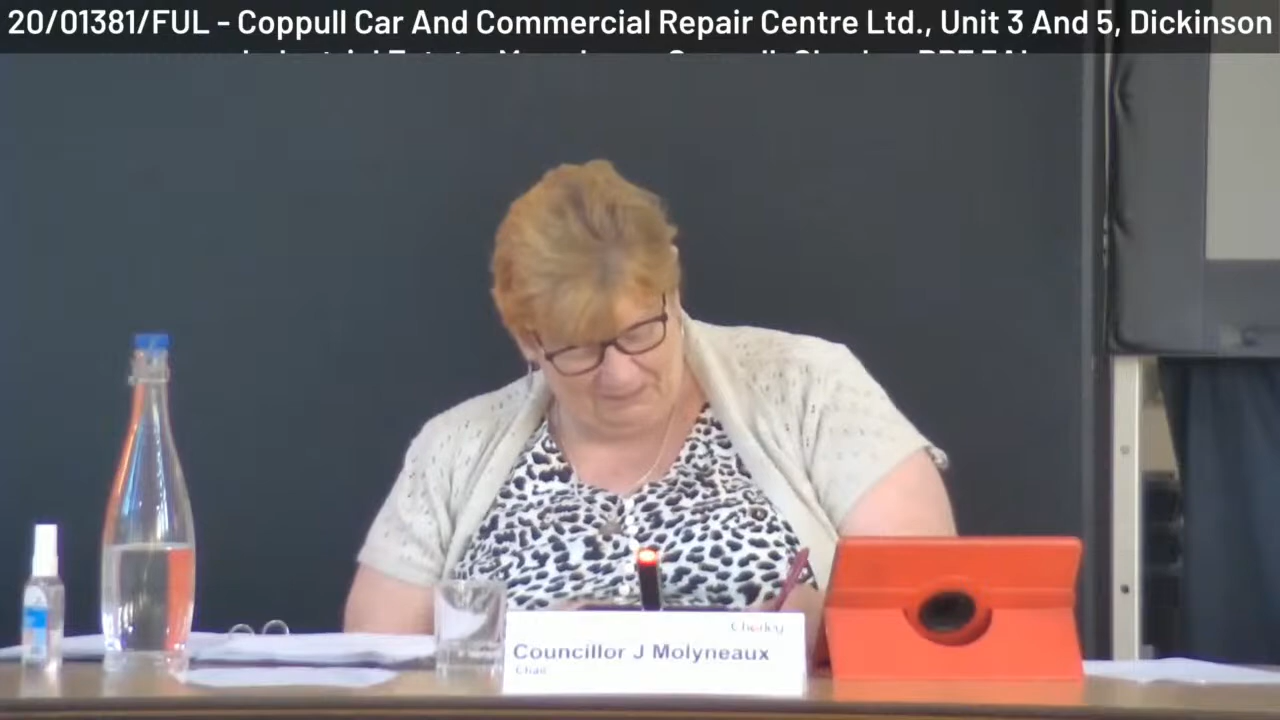 20/01381/FUL - Coppull Car And Commercial Repair Centre Ltd., Unit 3 And 5, Dickinson
Chorley
Councillor J Molyneaux
Chair